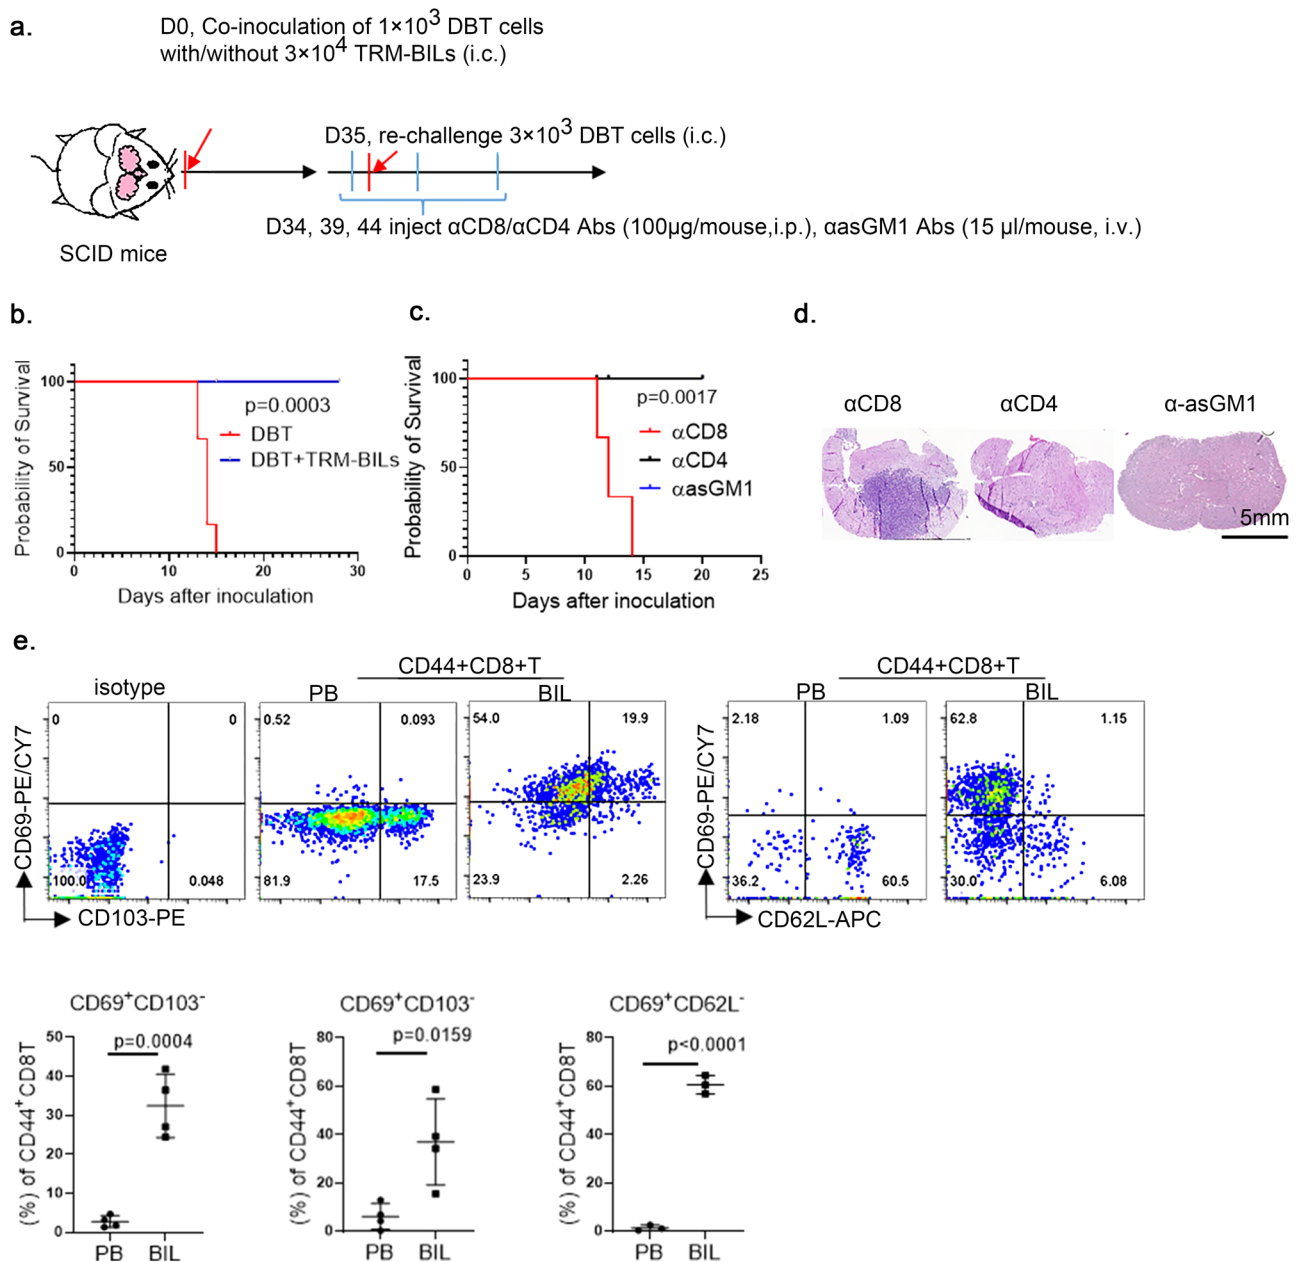 a.
D0, Co-inoculation of 1×10³ DBT cells
with/without 3×10⁴ TRM-BILs (i.c.)
D35, re-challenge 3×10³ DBT cells (i.c.)
D34, 39, 44 inject αCD8/αCD4 Abs (100µg/mouse,i.p.), αasGM1 Abs (15 µl/mouse, i.v.)
SCID mice
b.
Probability of Survival
100
50
0
p=0.0003
DBT
DBT+TRM-BILs
0 10 20 30
Days after inoculation
c.
Probability of Survival
100
50
0
p=0.0017
αCD8
αCD4
αasGM1
0 5 10 15 20 25
Days after inoculation
d.
αCD8 αCD4 α-asGM1
5mm
e.
CD44+CD8+T
isotype PB BIL
CD69-PE/CY7
0 0
100.0 0.048
0.52 0.093
81.9 17.5
54.0 19.9
23.9 2.26
CD103-PE
CD44+CD8+T
PB BIL
CD69-PE/CY7
2.18 1.09
36.2 60.5
62.8 1.15
30.0 6.08
CD62L-APC
CD69⁺CD103⁻
(%) of CD44⁺CD8T
50
40
30
20
10
0
p=0.0004
PB BIL
CD69⁺CD103⁻
(%) of CD44⁺CD8T
80
60
40
20
0
p=0.0159
PB BIL
CD69⁺CD62L⁻
(%) of CD44⁺CD8T
80
60
40
20
0
p<0.0001
PB BIL